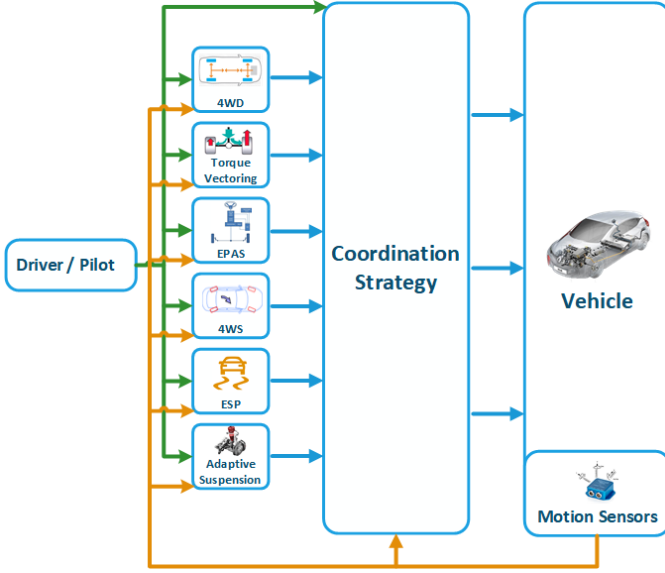 4WD
Torque
Vectoring
EPAS
Driver / Pilot
4WS
ESP
Adaptive
Suspension
Coordination
Strategy
Vehicle
Motion Sensors